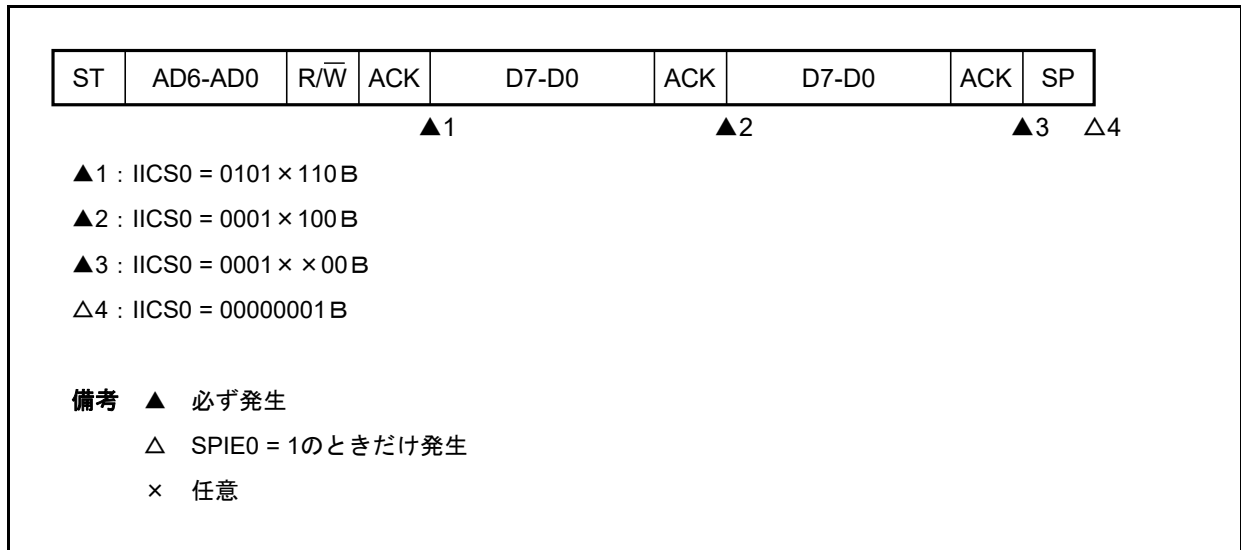 ST AD6-AD0 R/W̅ ACK D7-D0 ACK D7-D0 ACK SP
▲1 ▲2 ▲3 △4
▲1：IICS0 = 0101×110B
▲2：IICS0 = 0001×100B
▲3：IICS0 = 0001××00B
△4：IICS0 = 00000001B
備考 ▲ 必ず発生
△ SPIE0 = 1のときだけ発生
× 任意